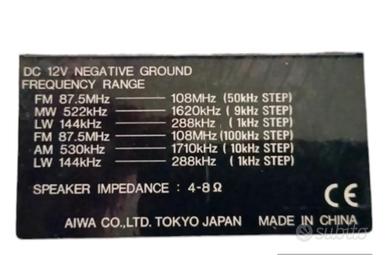 DC 12V NEGATIVE GROUND
FREQUENCY RANGE
FM 87.5MHz 108MHz (50kHz STEP)
MW 522kHz 1620kHz ( 9kHz STEP)
LW 144kHz 288kHz ( 1kHz STEP)
FM 87.5MHz 108MHz (100kHz STEP)
AM 530kHz 1710kHz ( 10kHz STEP)
LW 144kHz 288kHz ( 1kHz STEP)
SPEAKER IMPEDANCE : 4-8Ω
CE
AIWA CO.,LTD. TOKYO JAPAN MADE IN CHINA
subito